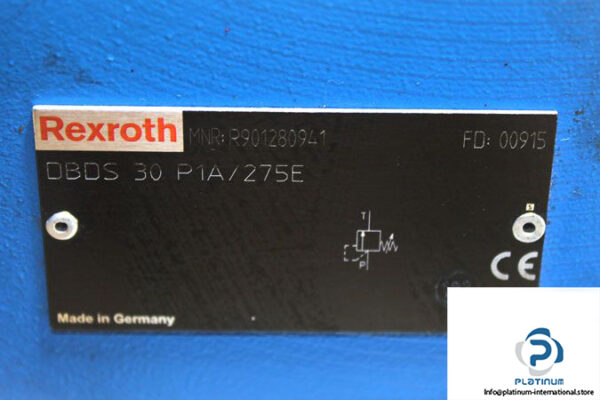 Rexroth MNR: R901280941 FD: 00915
DBDS 30 P1A/275E
T
S
P
CE
Made in Germany
PLATINUM
Info@platinum-international.store